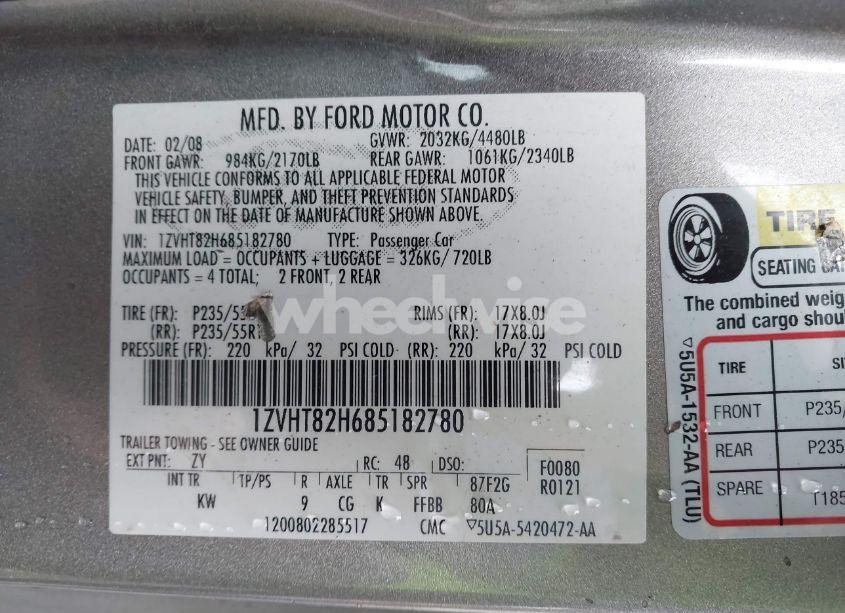 MFD. BY FORD MOTOR CO.
DATE: 02/08 GVWR: 2032KG/4480LB
FRONT GAWR: 984KG/2170LB REAR GAWR: 1061KG/2340LB
THIS VEHICLE CONFORMS TO ALL APPLICABLE FEDERAL MOTOR
VEHICLE SAFETY, BUMPER, AND THEFT PREVENTION STANDARDS
IN EFFECT ON THE DATE OF MANUFACTURE SHOWN ABOVE.
VIN: 1ZVHT82H685182780 TYPE: Passenger Car
MAXIMUM LOAD = OCCUPANTS + LUGGAGE = 326KG/720LB
OCCUPANTS = 4 TOTAL; 2 FRONT, 2 REAR
wheelwise
TIRE (FR): RIMS (FR): 17X8.0J
(RR): P235/55R (RR): 17X8.0J
PRESSURE (FR): 220 kPa/ 32 PSI COLD (RR): 220 kPa/ 32 PSI COLD
1ZVHT82H685182780
TRAILER TOWING - SEE OWNER GUIDE
EXT PNT: ZY RC: 48 DSO: F0080
R0121
INT TR TP/PS R AXLE TR SPR 87F2G
KW 9 CG K FFBB 80A
1200802285517 CMC ▽5U5A-5420472-AA
TIRE
SEATING
The combined
and cargo
TIRE
FRONT P235/
REAR P235
SPARE T185
▽5U5A-1532-AA (TLU)